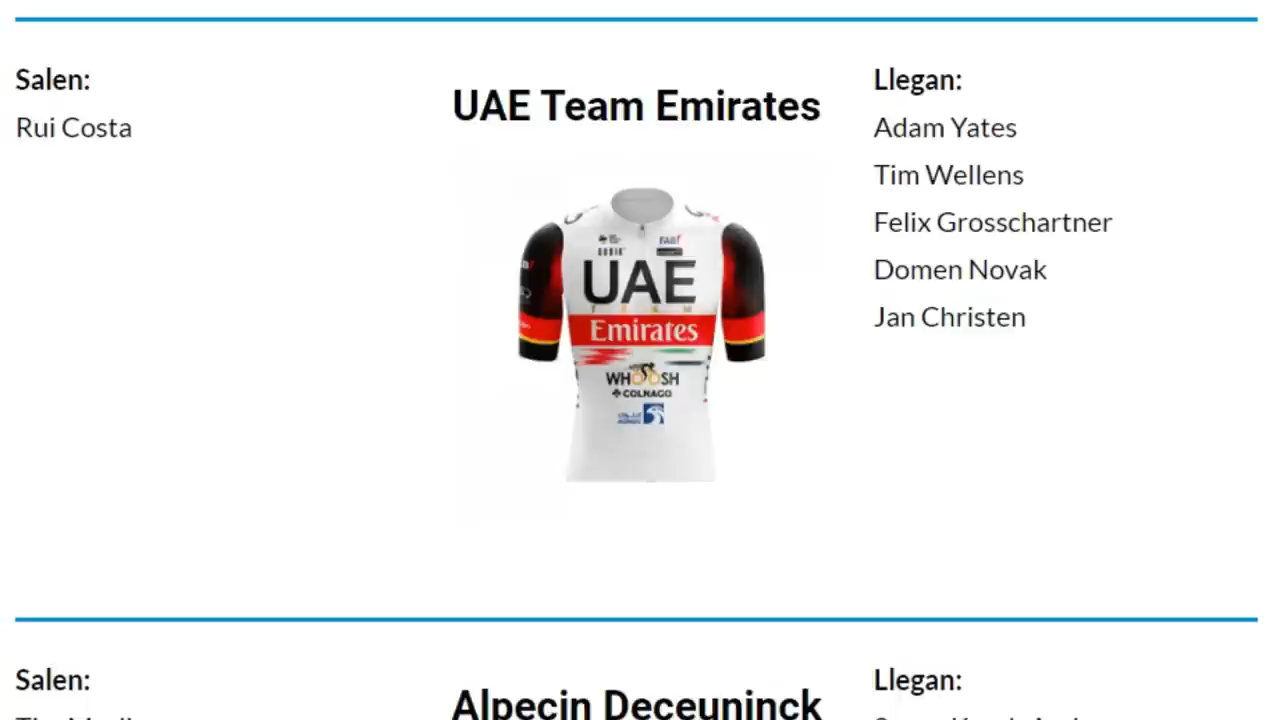 Salen:
Rui Costa
UAE Team Emirates
UAE
Emirates
WHOOSH
COLNAGO
Llegan:
Adam Yates
Tim Wellens
Felix Grosschartner
Domen Novak
Jan Christen
Salen:
Alpecin Deceuninck
Llegan: